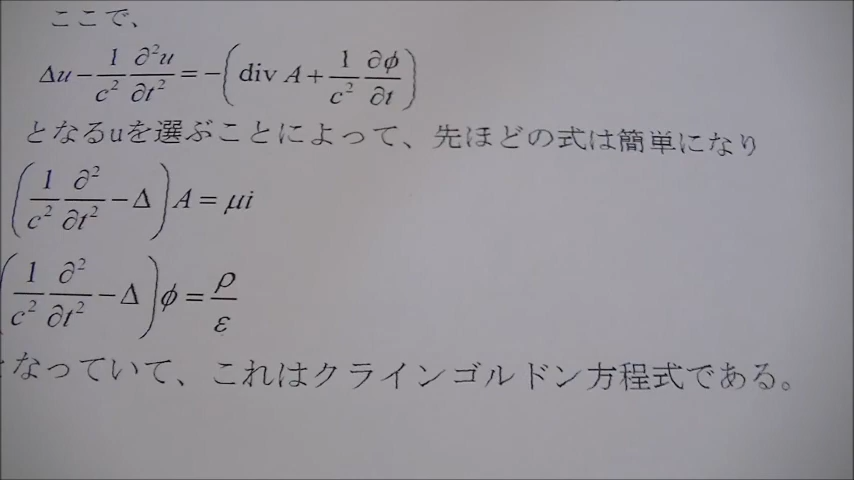 ここで、
Δu − 1/c² ∂²u/∂t² = −(div A + 1/c² ∂φ/∂t)
となるuを選ぶことによって、先ほどの式は簡単になり
(1/c² ∂²/∂t² − Δ)A = μi
(1/c² ∂²/∂t² − Δ)φ = ρ/ε
なっていて、これはクラインゴルドン方程式である。